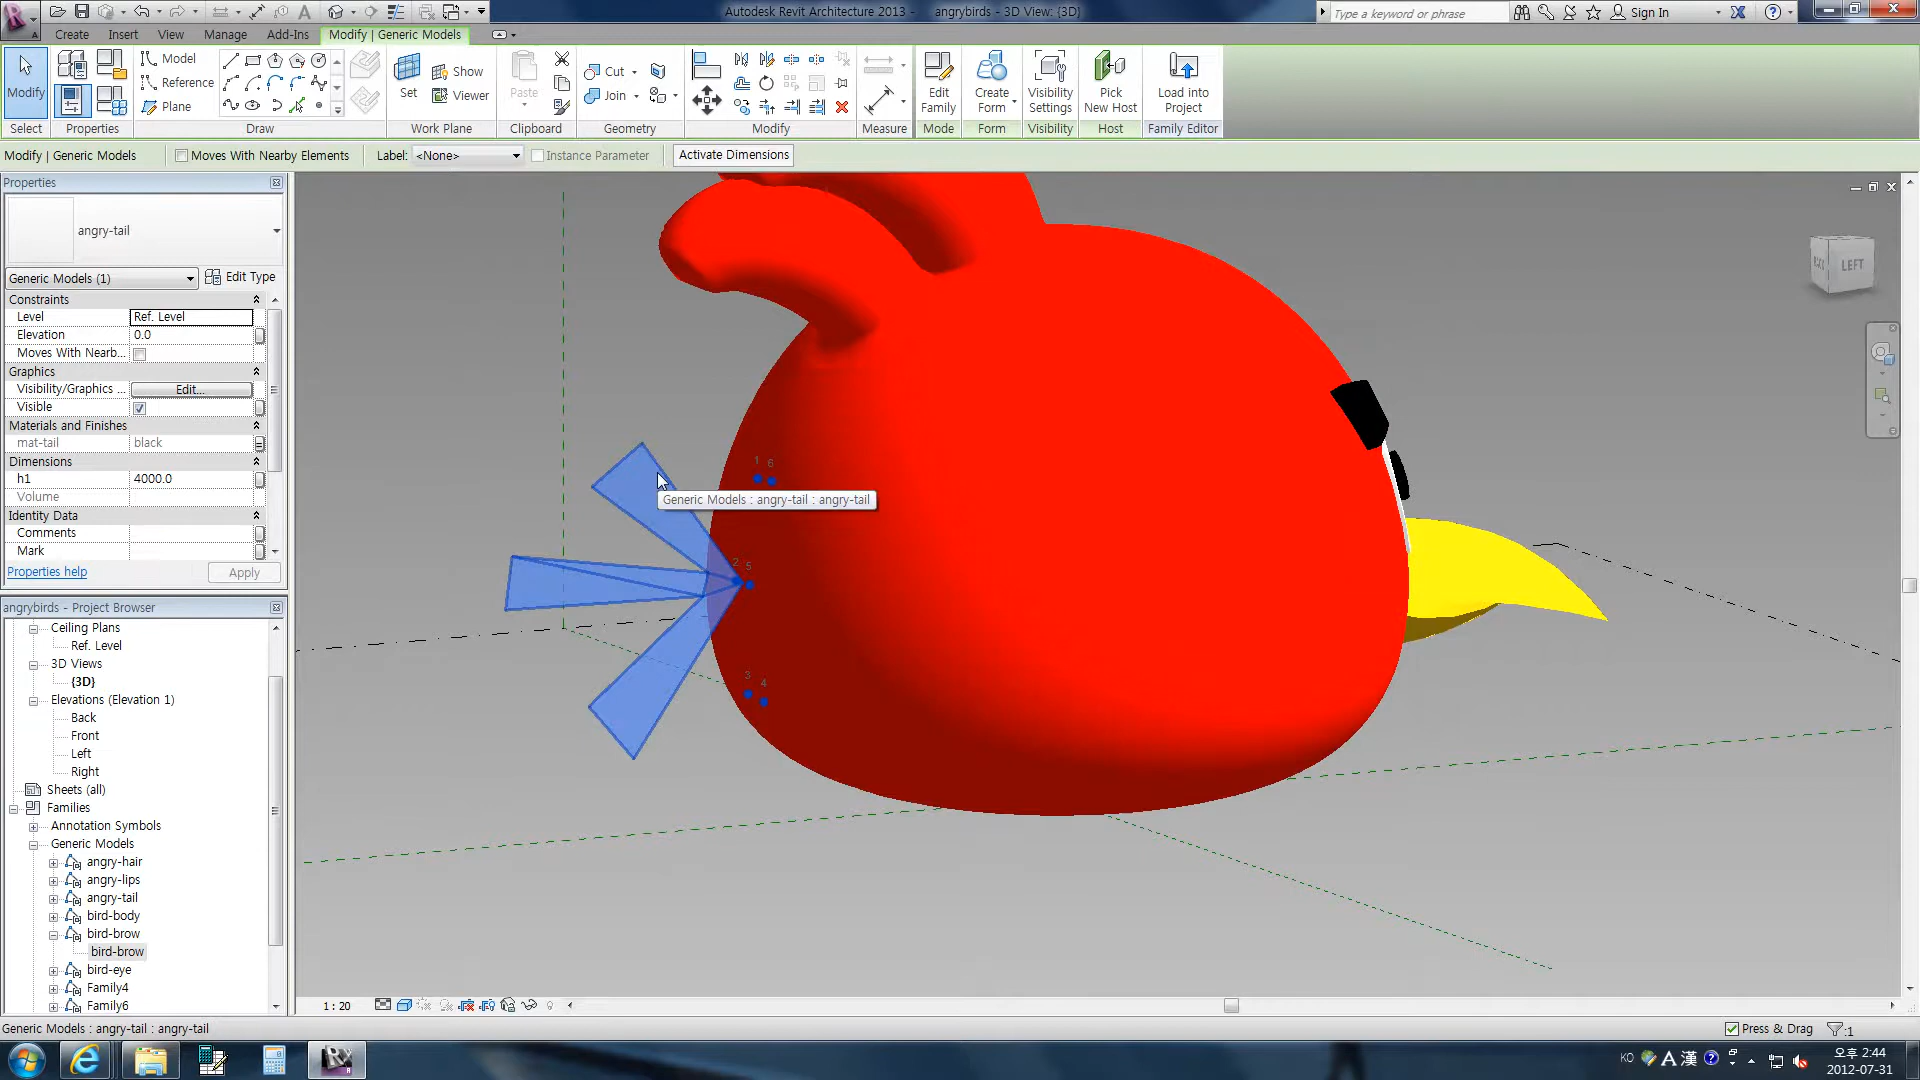 Autodesk Revit Architecture 2013 - angrybirds - 3D View: {3D}
Type a keyword or phrase
Sign In
Create Insert View Manage Add-Ins Modify | Generic Models
Modify
Model
Reference
Plane
Set
Show
Viewer
Paste
Cut
Join
Edit Family
Create Form
Visibility Settings
Pick New Host
Load into Project
Select Properties Draw Work Plane Clipboard Geometry Modify Measure Mode Form Visibility Host Family Editor
Modify | Generic Models
Moves With Nearby Elements
Label: <None>
Instance Parameter
Activate Dimensions
Properties
angry-tail
Generic Models (1)
Edit Type
Constraints
Level Ref. Level
Elevation 0.0
Moves With Nearb...
Graphics
Visibility/Graphics ... Edit...
Visible
Materials and Finishes
mat-tail black
Dimensions
h1 4000.0
Volume
Identity Data
Comments
Mark
Properties help
Apply
angrybirds - Project Browser
Ceiling Plans
Ref. Level
3D Views
{3D}
Elevations (Elevation 1)
Back
Front
Left
Right
Sheets (all)
Families
Annotation Symbols
Generic Models
angry-hair
angry-lips
angry-tail
bird-body
bird-brow
bird-brow
bird-eye
Family4
Family6
LEFT
1 6
Generic Models : angry-tail : angry-tail
2 5
3 4
1 : 20
Generic Models : angry-tail : angry-tail
Press & Drag
:1
KO
A 漢
오후 2:44
2012-07-31